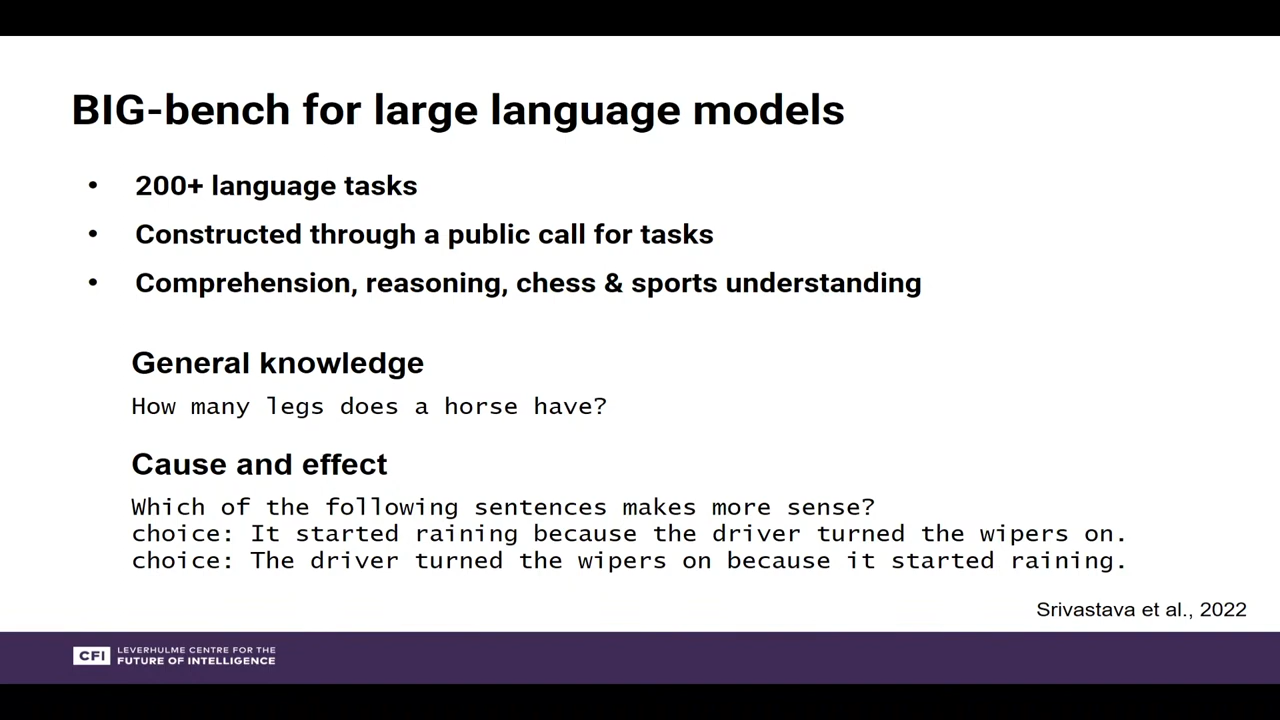 BIG-bench for large language models
• 200+ language tasks
• Constructed through a public call for tasks
• Comprehension, reasoning, chess & sports understanding
General knowledge
How many legs does a horse have?
Cause and effect
Which of the following sentences makes more sense?
choice: It started raining because the driver turned the wipers on.
choice: The driver turned the wipers on because it started raining.
Srivastava et al., 2022
CFI
LEVERHULME CENTRE FOR THE
FUTURE OF INTELLIGENCE